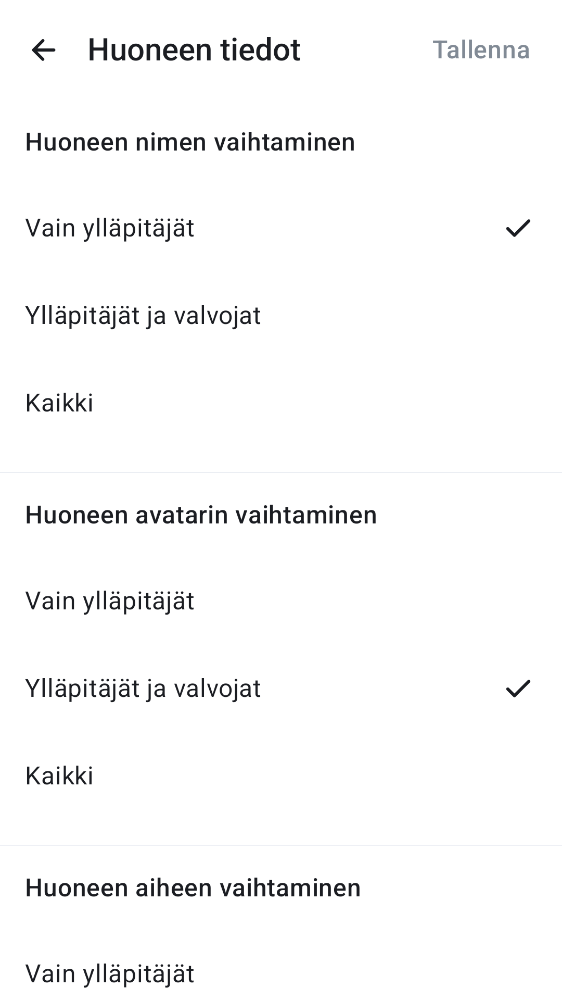 Huoneen tiedot
Tallenna
Huoneen nimen vaihtaminen
Vain ylläpitäjät
Ylläpitäjät ja valvojat
Kaikki
Huoneen avatarin vaihtaminen
Vain ylläpitäjät
Ylläpitäjät ja valvojat
Kaikki
Huoneen aiheen vaihtaminen
Vain ylläpitäjät